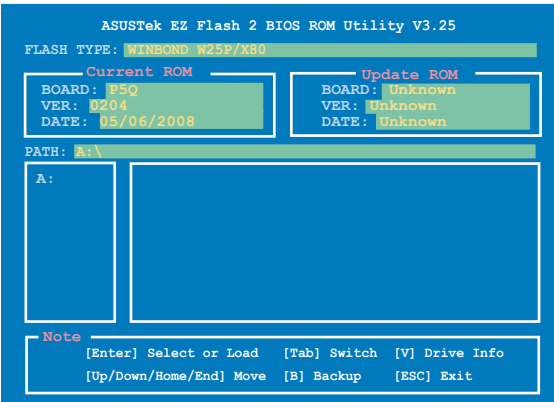 ASUSTek EZ Flash 2 BIOS ROM Utility V3.25
FLASH TYPE: WINBOND W25P/X80
Current ROM
BOARD: P5Q
VER: 0204
DATE: 05/06/2008
Update ROM
BOARD: Unknown
VER: Unknown
DATE: Unknown
PATH: A:\
A:
Note
[Enter] Select or Load [Tab] Switch [V] Drive Info
[Up/Down/Home/End] Move [B] Backup [ESC] Exit